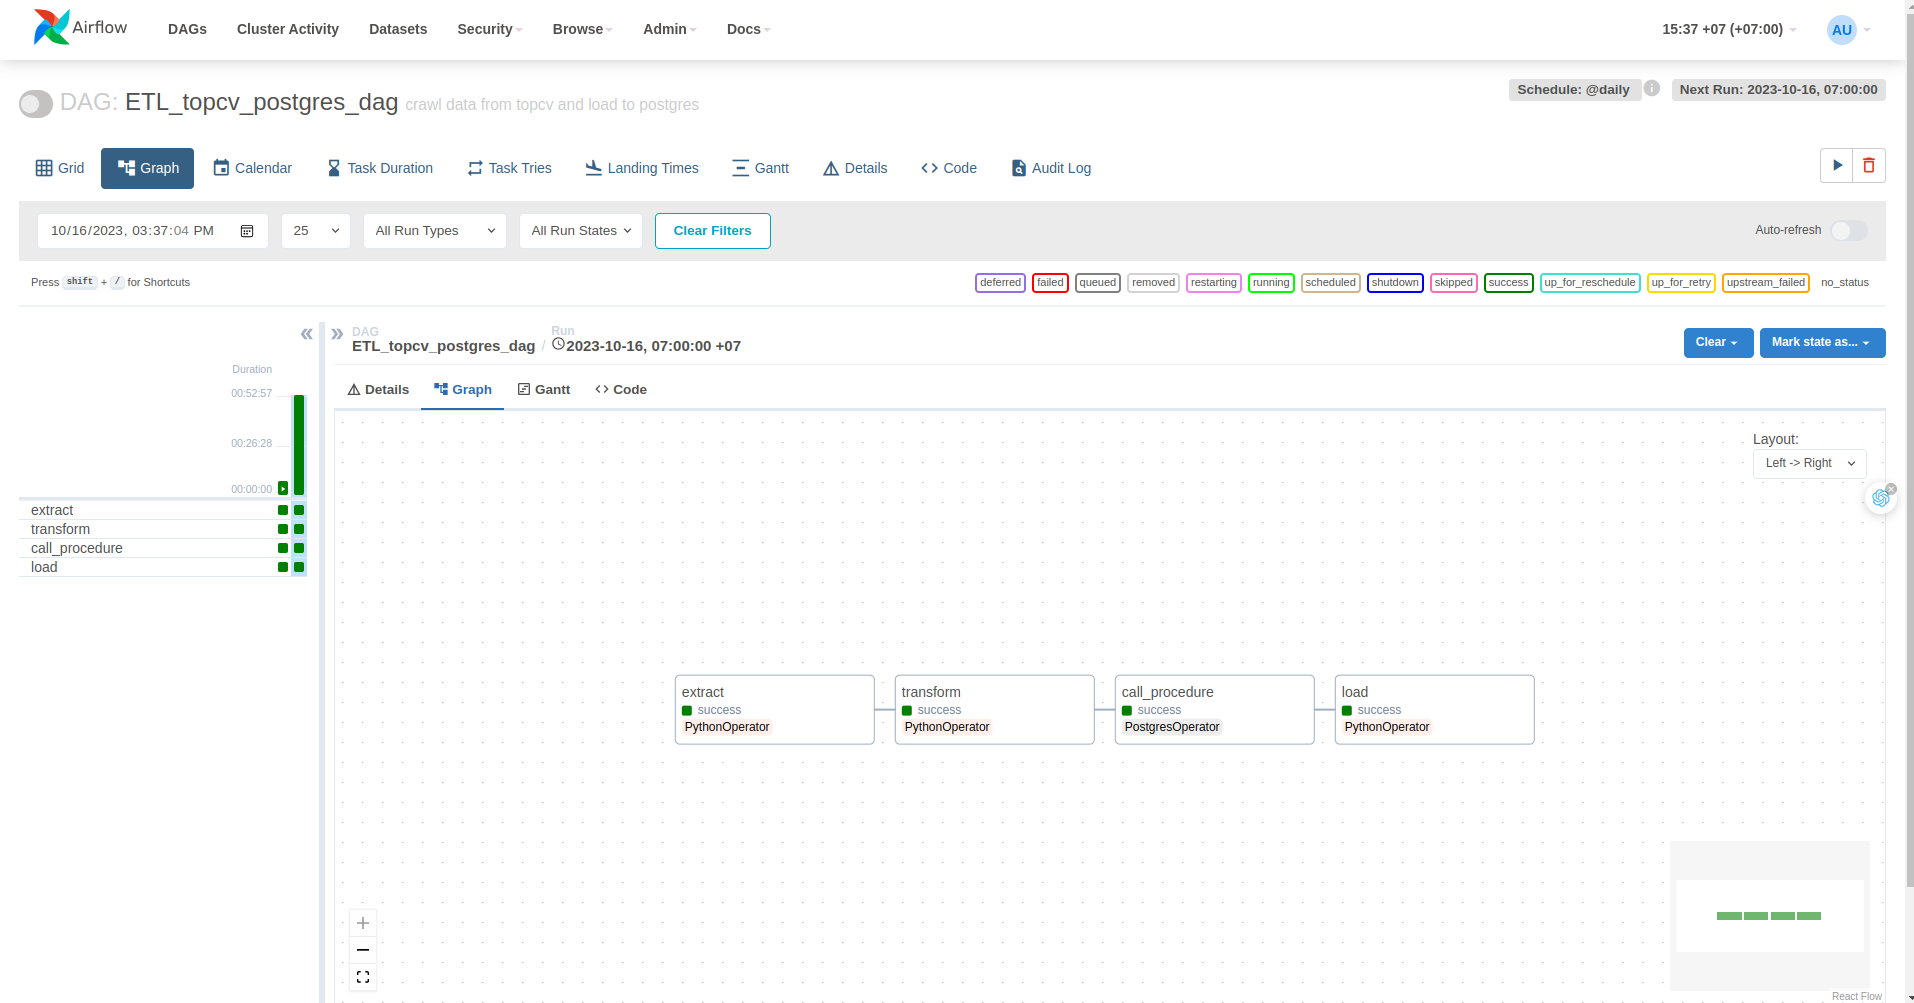 Airflow DAGs Cluster Activity Datasets Security Browse Admin Docs 15:37 +07 (+07:00) AU
DAG: ETL_topcv_postgres_dag crawl data from topcv and load to postgres Schedule: @daily i Next Run: 2023-10-16, 07:00:00
Grid Graph Calendar Task Duration Task Tries Landing Times Gantt Details Code Audit Log
10/16/2023, 03:37:04 PM 25 All Run Types All Run States Clear Filters Auto-refresh
Press shift + / for Shortcuts deferred failed queued removed restarting running scheduled shutdown skipped success up_for_reschedule up_for_retry upstream_failed no_status
DAG Run
ETL_topcv_postgres_dag / 2023-10-16, 07:00:00 +07 Clear Mark state as...
Details Graph Gantt Code
Duration
00:52:57
00:26:28
00:00:00
extract
transform
call_procedure
load
Layout:
Left -> Right
extract
success
PythonOperator
transform
success
PythonOperator
call_procedure
success
PostgresOperator
load
success
PythonOperator
React Flow